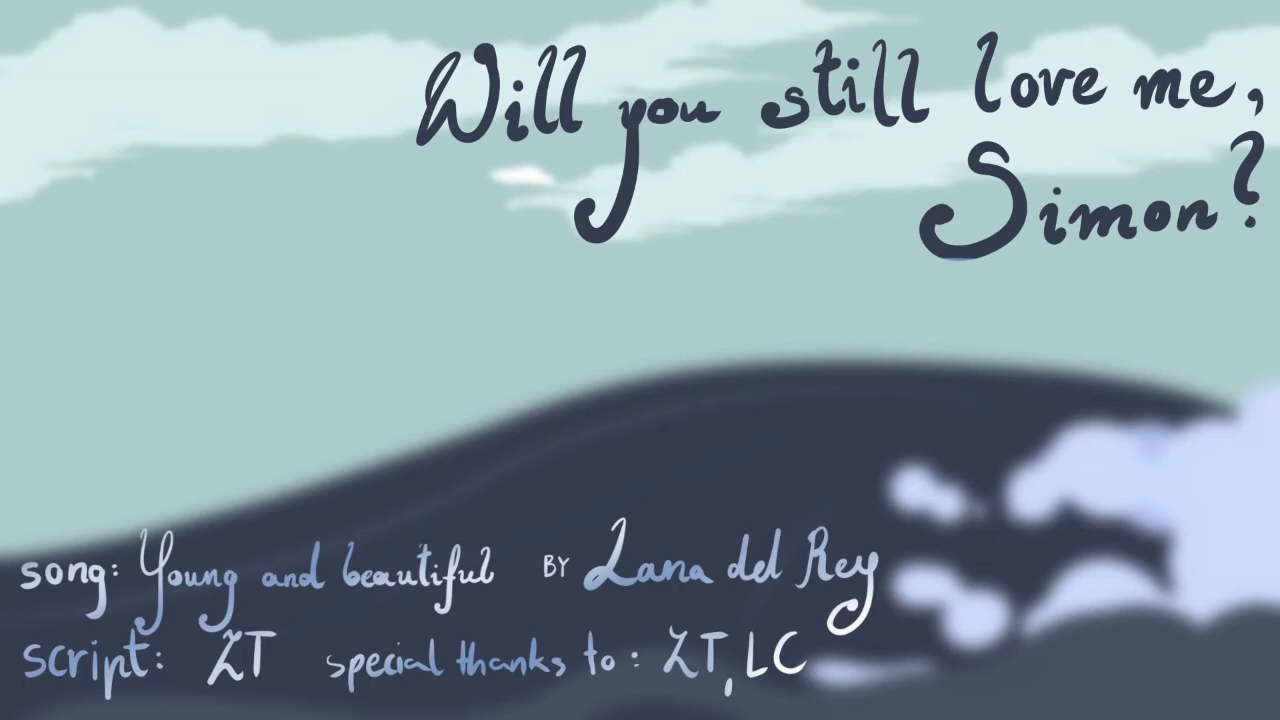 Will you still love me,
Simon?
song: Young and beautiful BY Lana del Rey
script: ZT special thanks to: ZT, LC